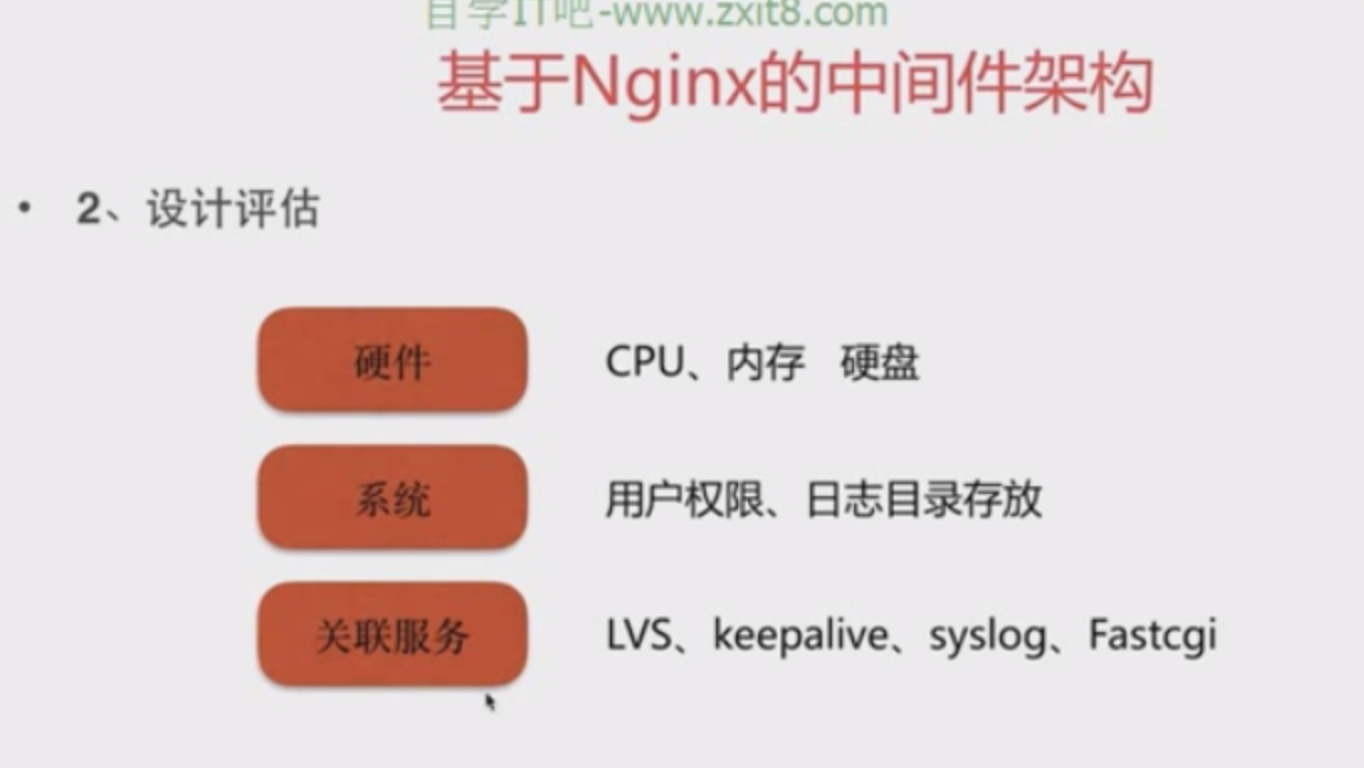 自学IT吧-www.zxit8.com
基于Nginx的中间件架构
• 2、设计评估
硬件 CPU、内存 硬盘
系统 用户权限、日志目录存放
关联服务 LVS、keepalive、syslog、Fastcgi